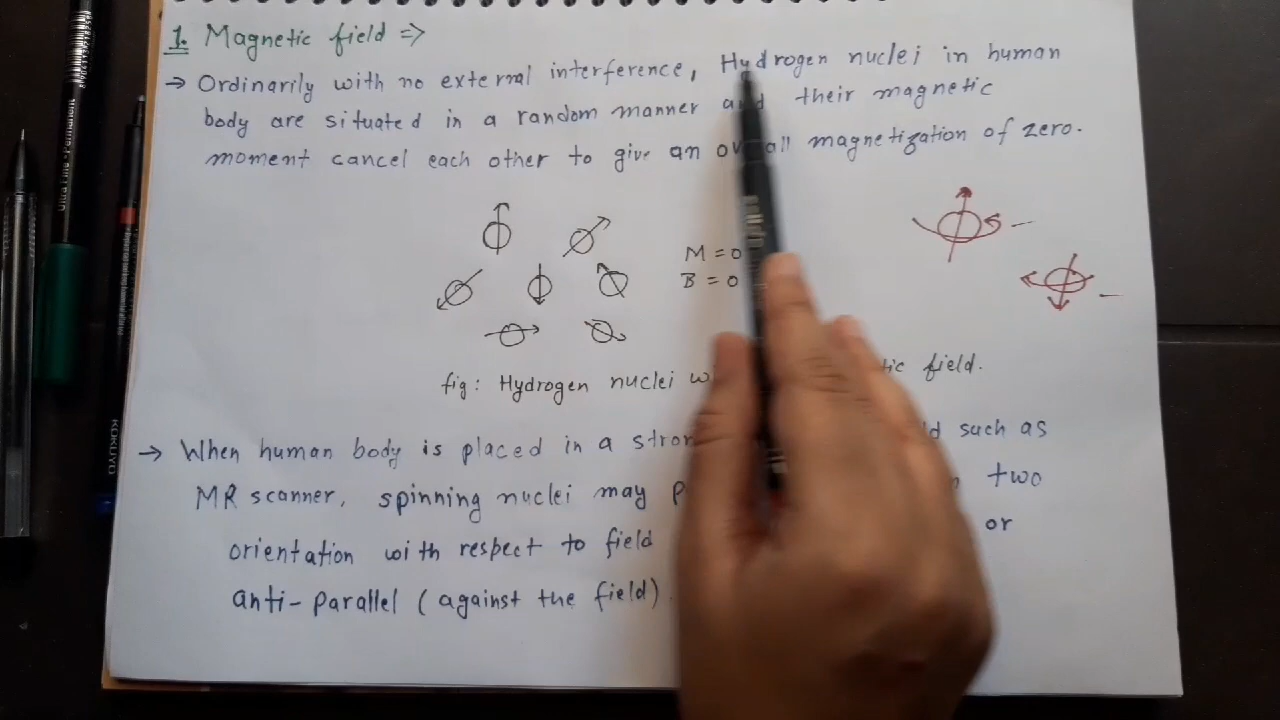 1. Magnetic field =>
→ Ordinarily with no external interference, Hydrogen nuclei in human
body are situated in a random manner and their magnetic
moment cancel each other to give an overall magnetization of zero.
M = 0
B = 0
fig: Hydrogen nuclei field.
→ When human body is placed in a such as
MR scanner, spinning nuclei may two
orientation with respect to field or
anti-parallel (against the field).
KOKUYO